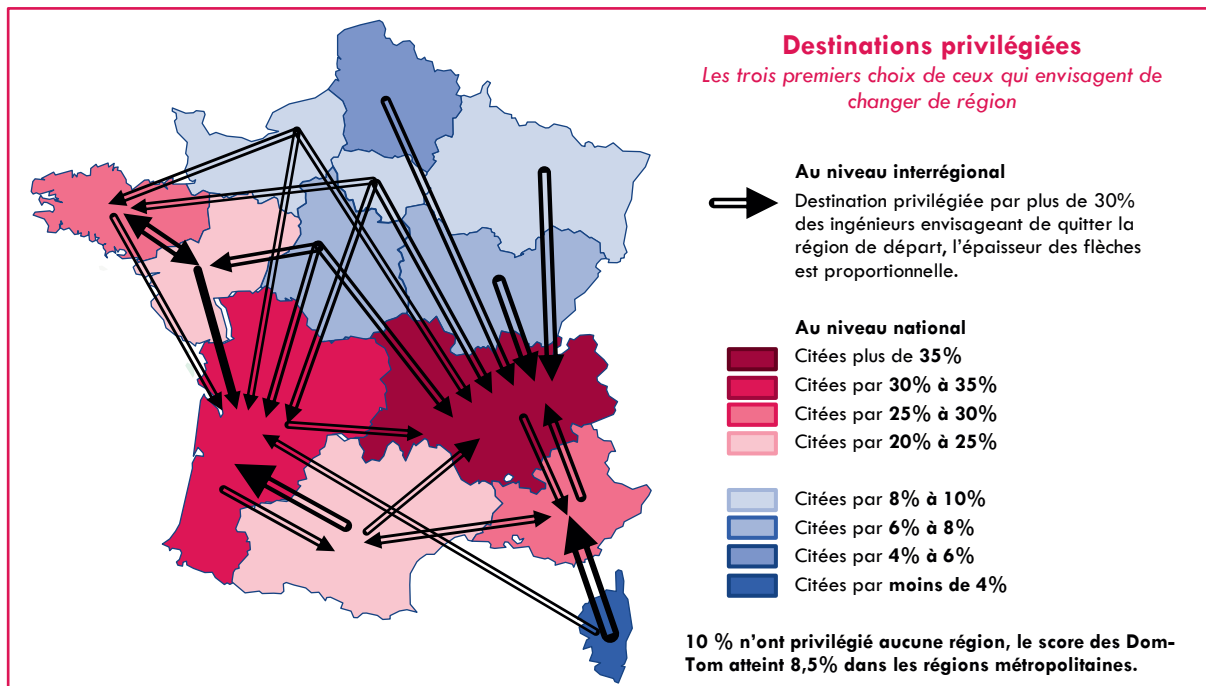 Destinations privilégiées
Les trois premiers choix de ceux qui envisagent de
changer de région
Au niveau interrégional
Destination privilégiée par plus de 30%
des ingénieurs envisageant de quitter la
région de départ, l'épaisseur des flèches
est proportionnelle.
Au niveau national
Citées plus de 35%
Citées par 30% à 35%
Citées par 25% à 30%
Citées par 20% à 25%
Citées par 8% à 10%
Citées par 6% à 8%
Citées par 4% à 6%
Citées par moins de 4%
10 % n'ont privilégié aucune région, le score des Dom-
Tom atteint 8,5% dans les régions métropolitaines.